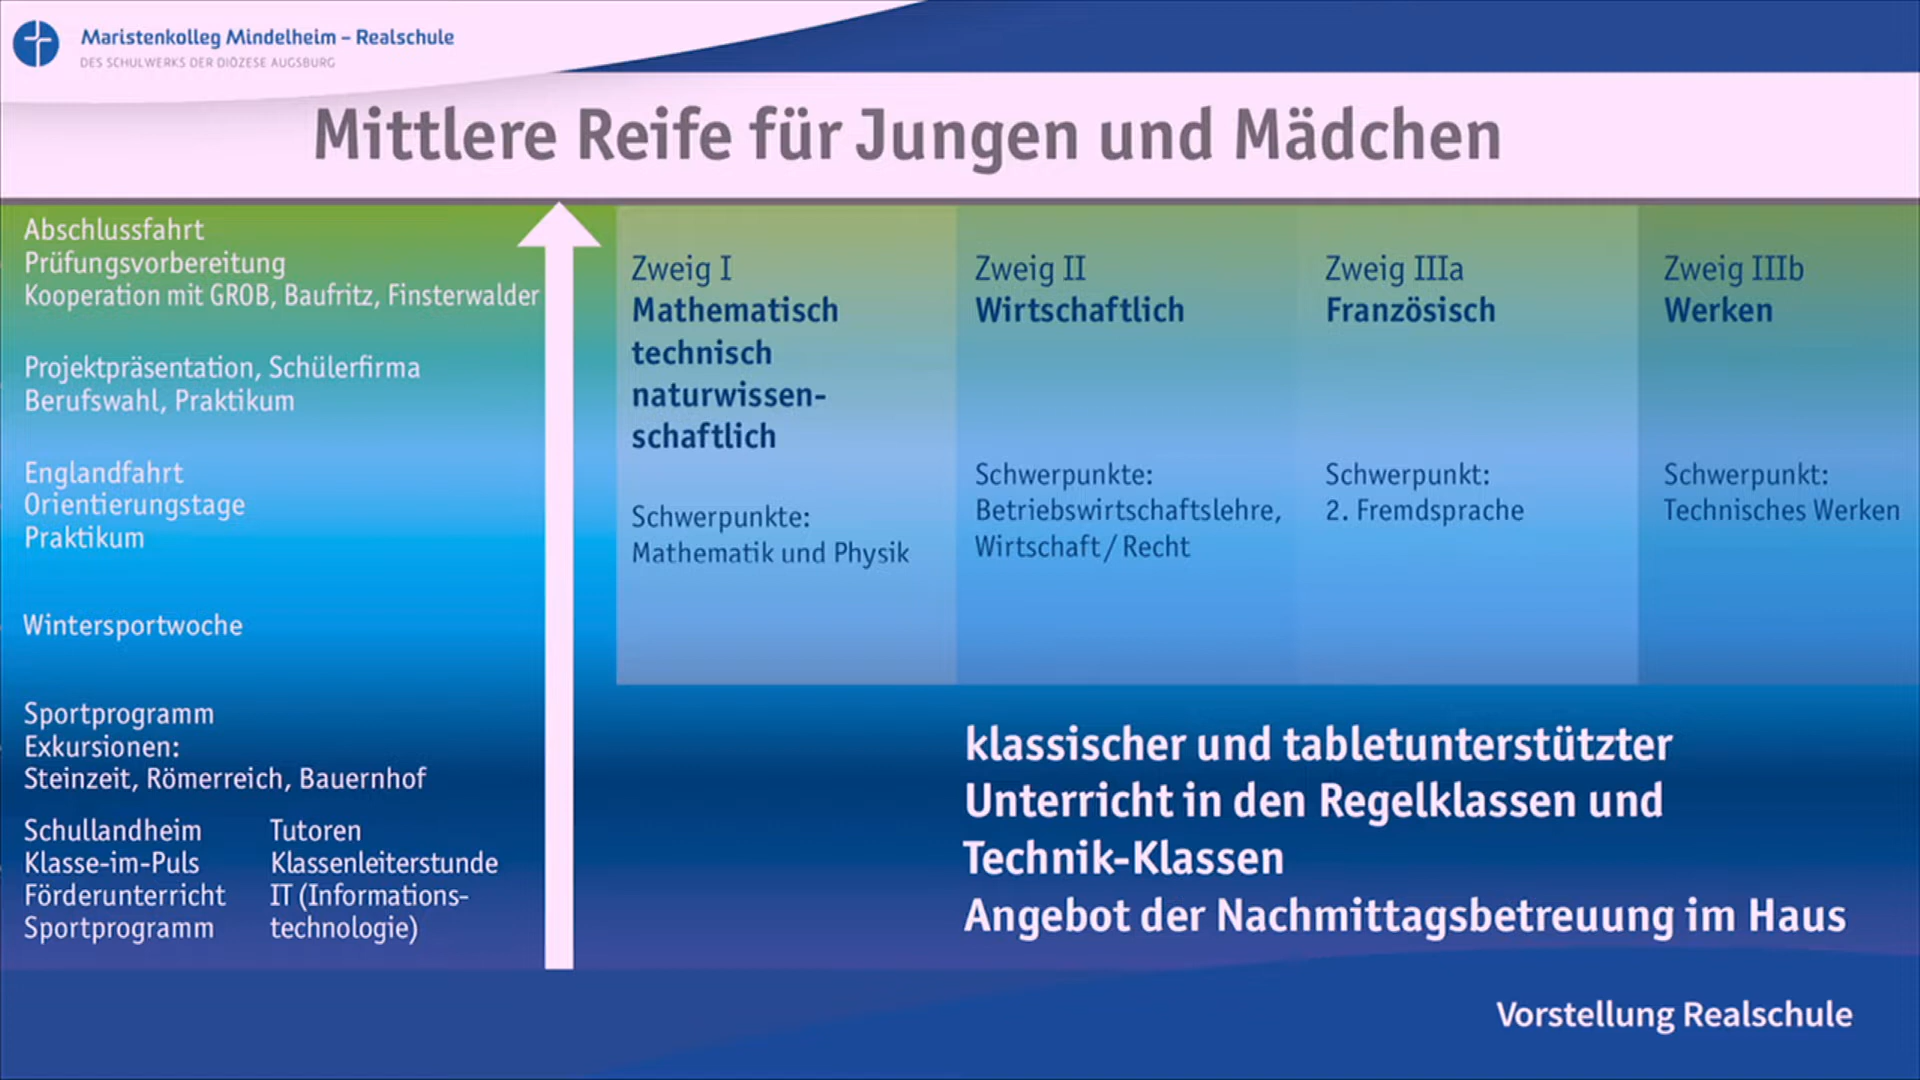 Maristenkolleg Mindelheim – Realschule
DES SCHULWERKS DER DIÖZESE AUGSBURG
Mittlere Reife für Jungen und Mädchen
Abschlussfahrt
Prüfungsvorbereitung
Kooperation mit GROB, Baufritz, Finsterwalder
Projektpräsentation, Schülerfirma
Berufswahl, Praktikum
Englandfahrt
Orientierungstage
Praktikum
Wintersportwoche
Sportprogramm
Exkursionen:
Steinzeit, Römerreich, Bauernhof
Schullandheim
Klasse-im-Puls
Förderunterricht
Sportprogramm
Tutoren
Klassenleiterstunde
IT (Informations-
technologie)
Zweig I
Mathematisch
technisch
naturwissen-
schaftlich
Schwerpunkte:
Mathematik und Physik
Zweig II
Wirtschaftlich
Schwerpunkte:
Betriebswirtschaftslehre,
Wirtschaft / Recht
Zweig IIIa
Französisch
Schwerpunkt:
2. Fremdsprache
Zweig IIIb
Werken
Schwerpunkt:
Technisches Werken
klassischer und tabletunterstützter
Unterricht in den Regelklassen und
Technik-Klassen
Angebot der Nachmittagsbetreuung im Haus
Vorstellung Realschule